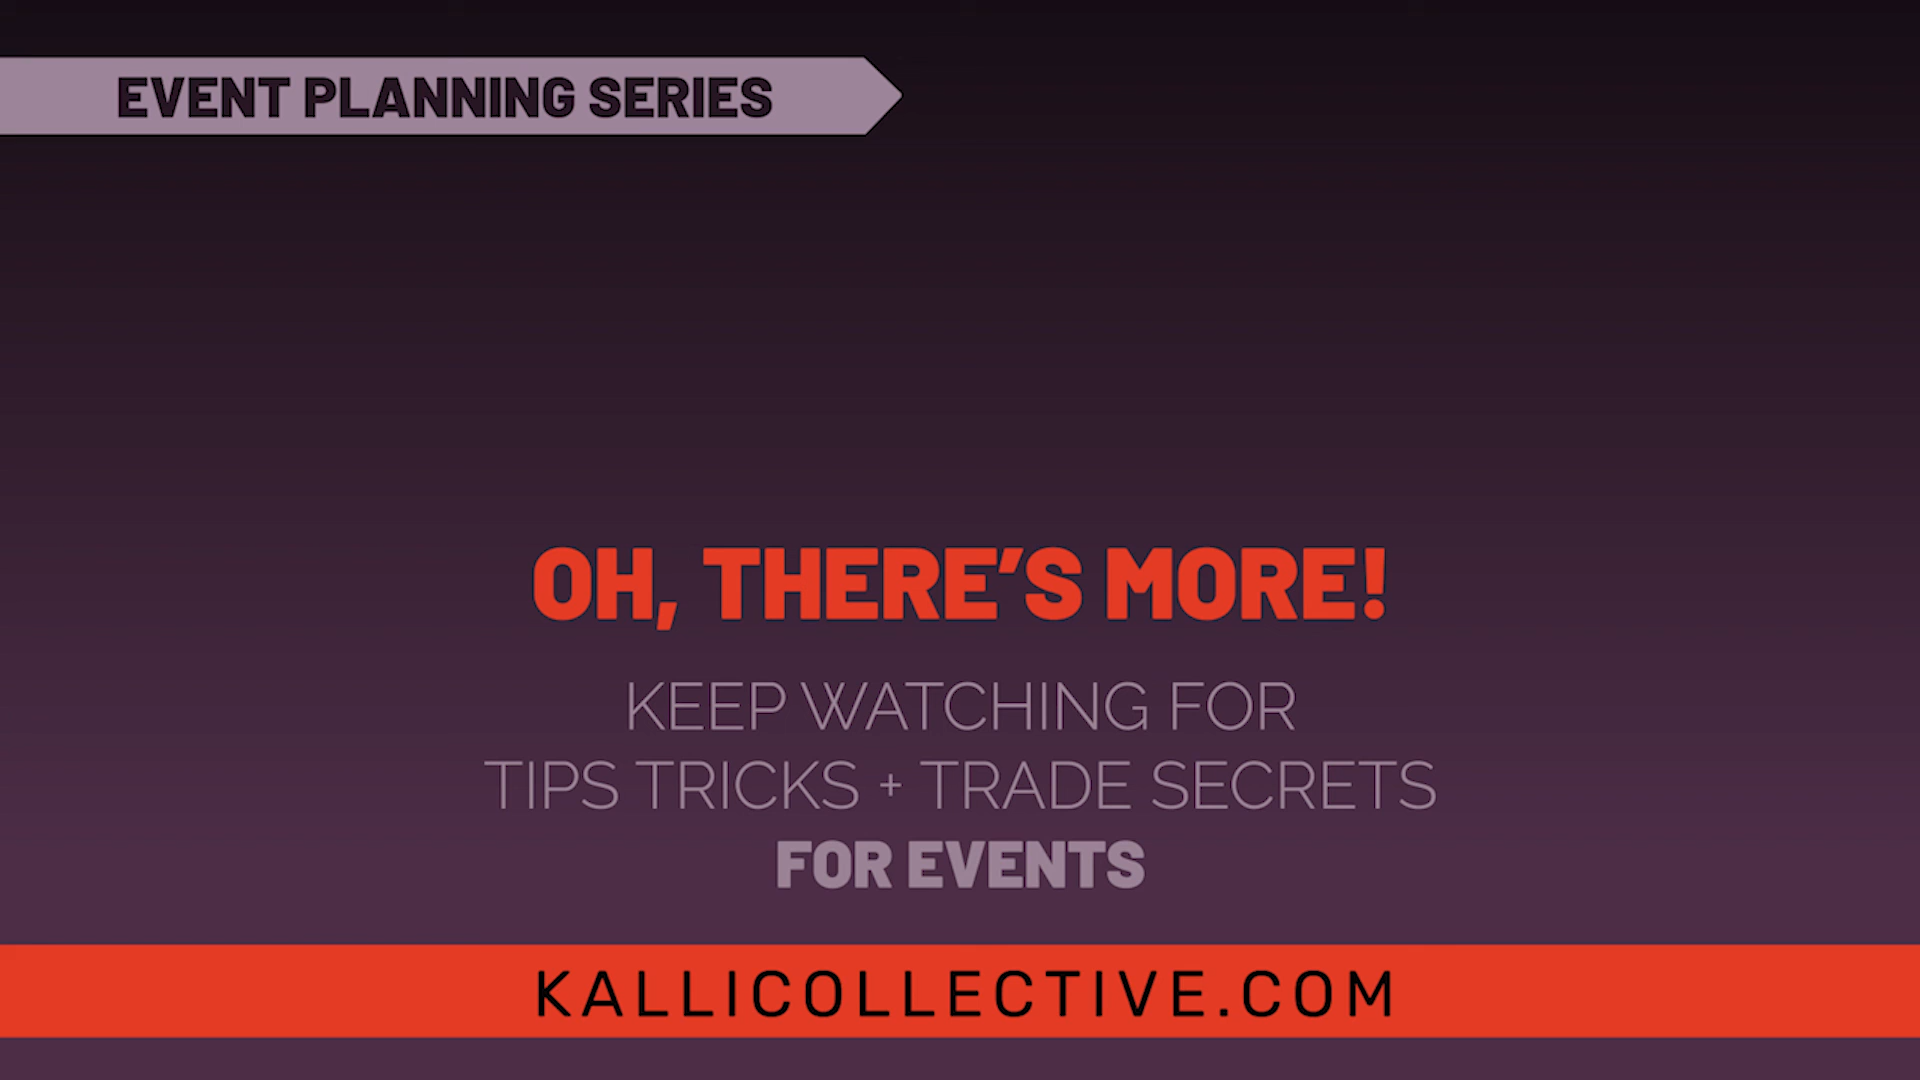 EVENT PLANNING SERIES
OH, THERE’S MORE!
KEEP WATCHING FOR
TIPS TRICKS + TRADE SECRETS
FOR EVENTS
KALLICOLLECTIVE.COM